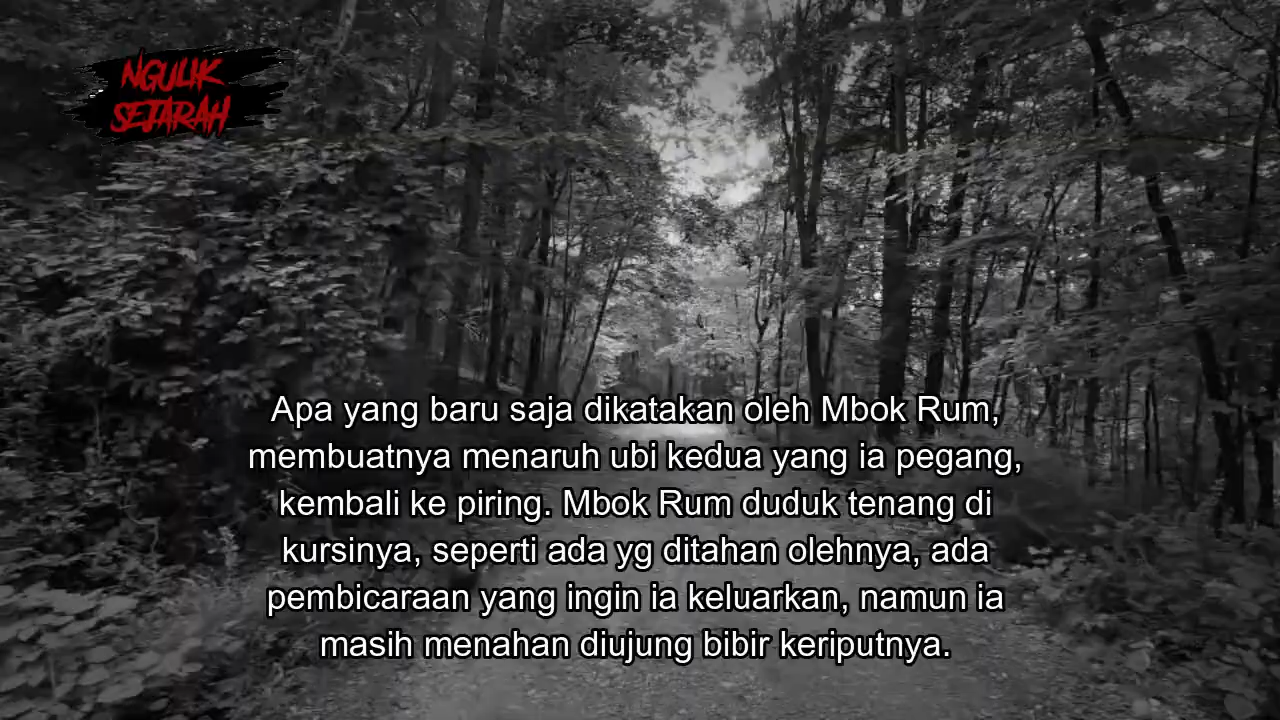 NGULIK
SEJARAH
Apa yang baru saja dikatakan oleh Mbok Rum,
membuatnya menaruh ubi kedua yang ia pegang,
kembali ke piring. Mbok Rum duduk tenang di
kursinya, seperti ada yg ditahan olehnya, ada
pembicaraan yang ingin ia keluarkan, namun ia
masih menahan diujung bibir keriputnya.